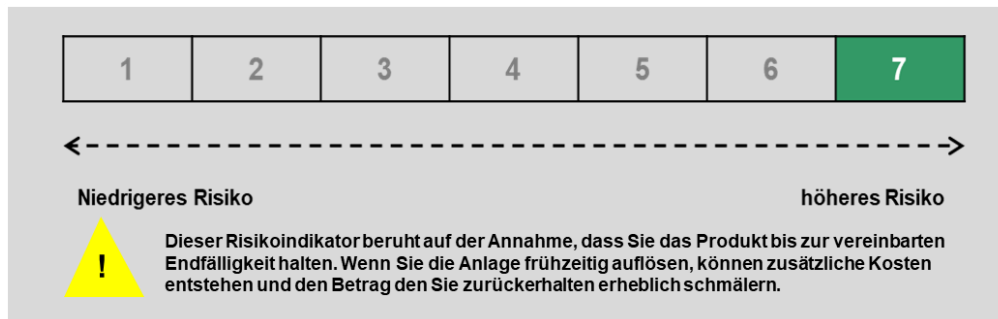 1 2 3 4 5 6 7
Niedrigeres Risiko höheres Risiko
!
Dieser Risikoindikator beruht auf der Annahme, dass Sie das Produkt bis zur vereinbarten
Endfälligkeit halten. Wenn Sie die Anlage frühzeitig auflösen, können zusätzliche Kosten
entstehen und den Betrag den Sie zurückerhalten erheblich schmälern.